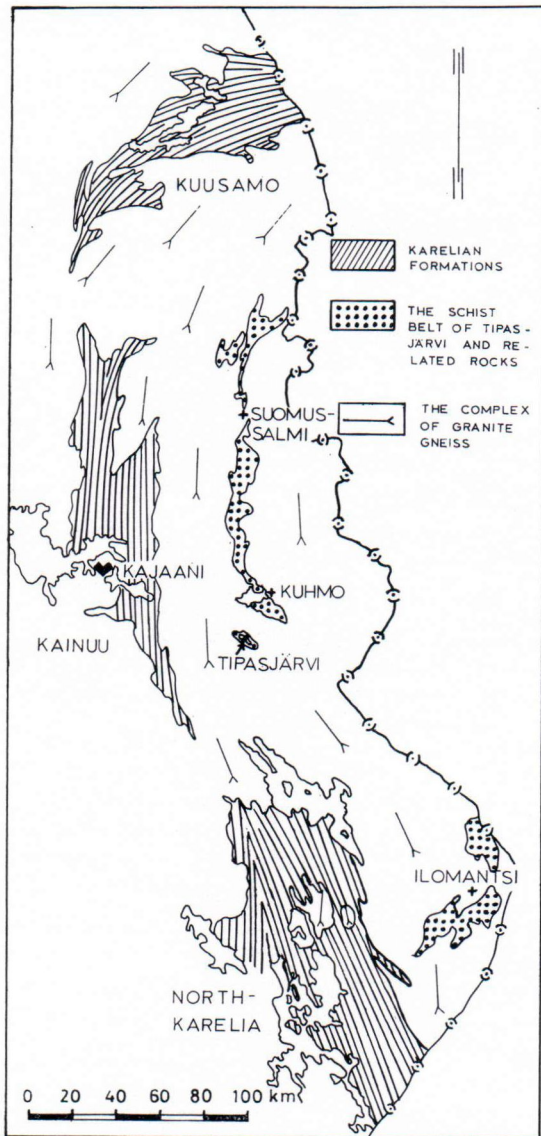 KUUSAMO
KARELIAN
FORMATIONS
THE SCHIST
BELT OF TIPAS-
JÄRVI AND RE-
LATED ROCKS
SUOMUS-
SALMI
THE COMPLEX
OF GRANITE
GNEISS
KAJAANI
KUHMO
KAINUU
TIPASJÄRVI
ILOMANTSI
NORTH-
KARELIA
0 20 40 60 80 100 km